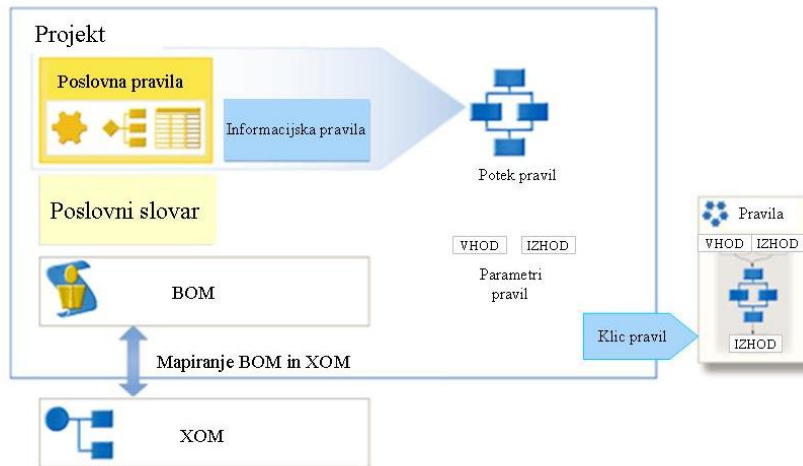 Projekt
Poslovna pravila
Informacijska pravila
Potek pravil
Poslovni slovar
VHOD IZHOD
Parametri
pravil
BOM
Mapiranje BOM in XOM
XOM
Klic pravil
Pravila
VHOD IZHOD
IZHOD